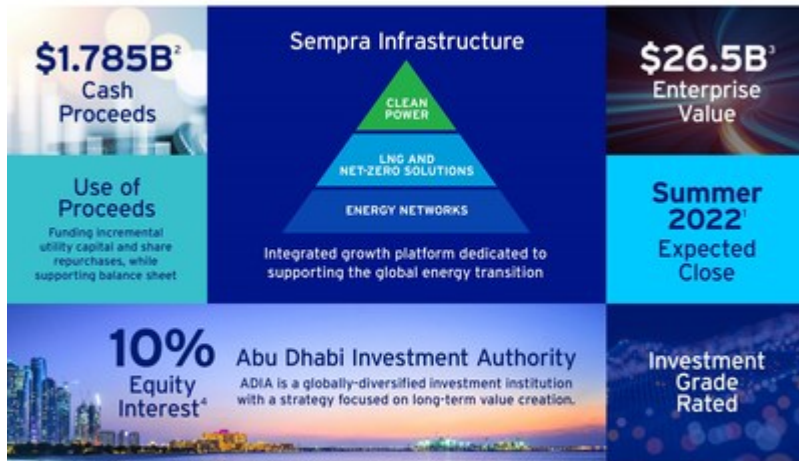 $1.785B²
Cash
Proceeds
Sempra Infrastructure
CLEAN
POWER
LNG AND
NET-ZERO SOLUTIONS
ENERGY NETWORKS
Integrated growth platform dedicated to
supporting the global energy transition
$26.5B³
Enterprise
Value
Use of
Proceeds
Funding incremental
utility capital and share
repurchases, while
supporting balance sheet
Summer
2022¹
Expected
Close
10%
Equity
Interest⁴
Abu Dhabi Investment Authority
ADIA is a globally-diversified investment institution
with a strategy focused on long-term value creation.
Investment
Grade
Rated